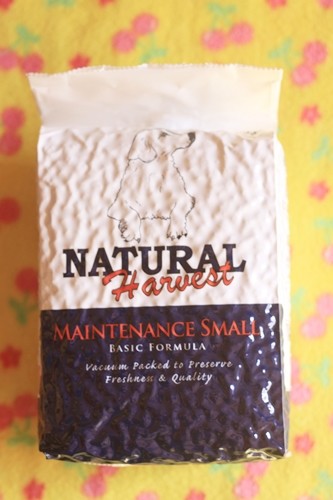 NATURAL
Harvest
MAINTENANCE SMALL
BASIC FORMULA
Vacuum Packed to Preserve
Freshness & Quality